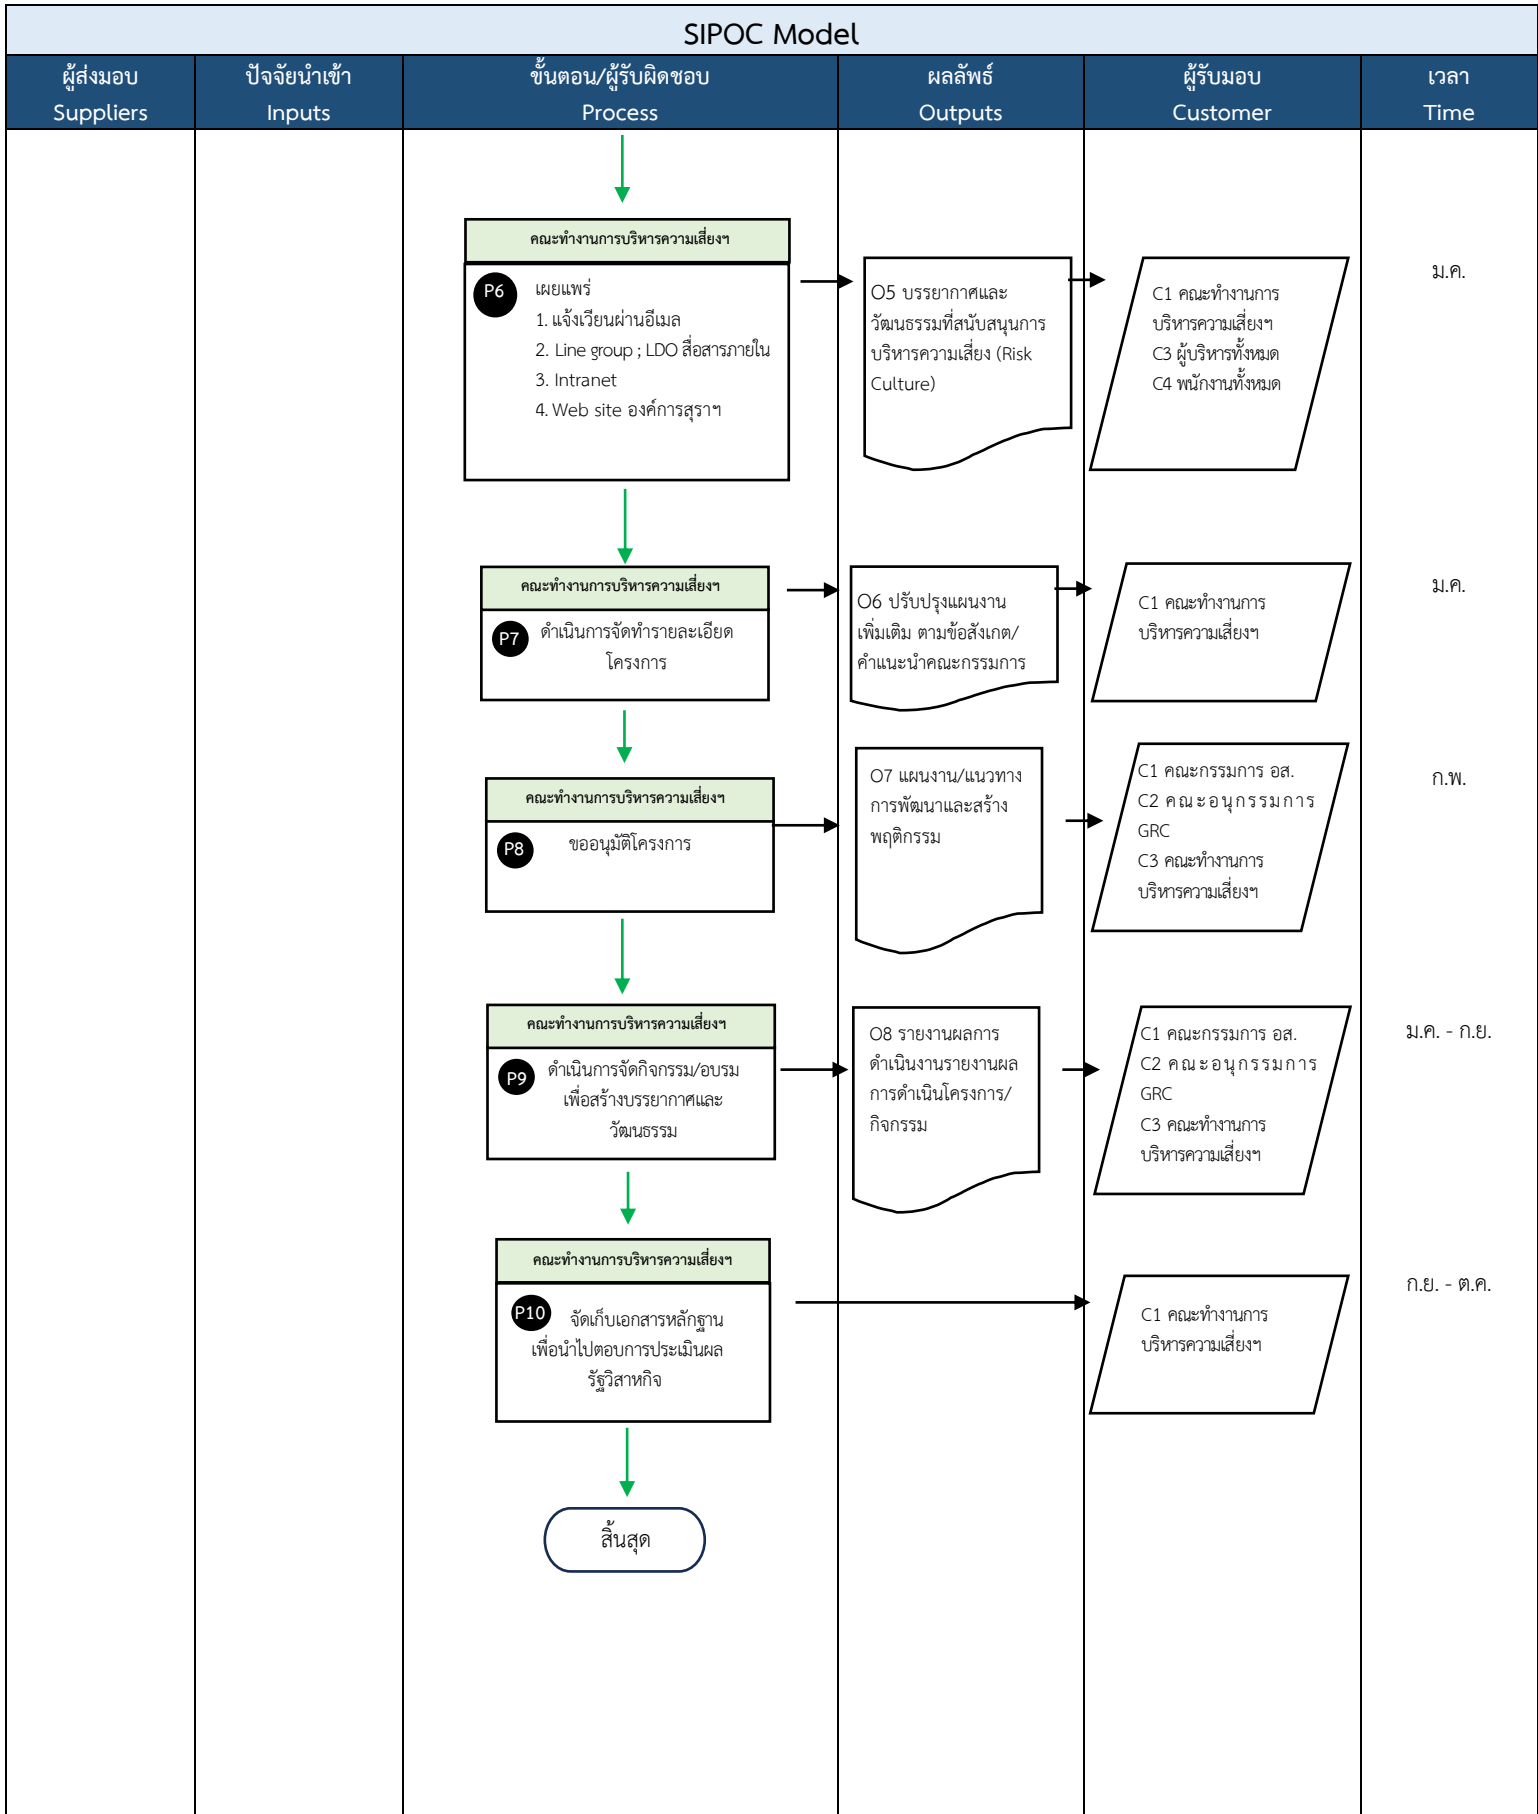 SIPOC Model
ผู้ส่งมอบ
Suppliers
ปัจจัยนำเข้า
Inputs
ขั้นตอน/ผู้รับผิดชอบ
Process
ผลลัพธ์
Outputs
ผู้รับมอบ
Customer
เวลา
Time
คณะทำงานการบริหารความเสี่ยงฯ
P6
เผยแพร่
1. แจ้งเวียนผ่านอีเมล
2. Line group ; LDO สื่อสารภายใน
3. Intranet
4. Web site องค์การสุราฯ
O5 บรรยากาศและ
วัฒนธรรมที่สนับสนุนการ
บริหารความเสี่ยง (Risk
Culture)
C1 คณะทำงานการ
บริหารความเสี่ยงฯ
C3 ผู้บริหารทั้งหมด
C4 พนักงานทั้งหมด
ม.ค.
คณะทำงานการบริหารความเสี่ยงฯ
P7
ดำเนินการจัดทำรายละเอียด
โครงการ
O6 ปรับปรุงแผนงาน
เพิ่มเติม ตามข้อสังเกต/
คำแนะนำคณะกรรมการ
C1 คณะทำงานการ
บริหารความเสี่ยงฯ
ม.ค.
คณะทำงานการบริหารความเสี่ยงฯ
P8
ขออนุมัติโครงการ
O7 แผนงาน/แนวทาง
การพัฒนาและสร้าง
พฤติกรรม
C1 คณะกรรมการ อส.
C2 คณะอนุกรรมการ
GRC
C3 คณะทำงานการ
บริหารความเสี่ยงฯ
ก.พ.
คณะทำงานการบริหารความเสี่ยงฯ
P9
ดำเนินการจัดกิจกรรม/อบรม
เพื่อสร้างบรรยากาศและ
วัฒนธรรม
O8 รายงานผลการ
ดำเนินงานรายงานผล
การดำเนินโครงการ/
กิจกรรม
C1 คณะกรรมการ อส.
C2 คณะอนุกรรมการ
GRC
C3 คณะทำงานการ
บริหารความเสี่ยงฯ
ม.ค. - ก.ย.
คณะทำงานการบริหารความเสี่ยงฯ
P10
จัดเก็บเอกสารหลักฐาน
เพื่อนำไปตอบการประเมินผล
รัฐวิสาหกิจ
C1 คณะทำงานการ
บริหารความเสี่ยงฯ
ก.ย. - ต.ค.
สิ้นสุด